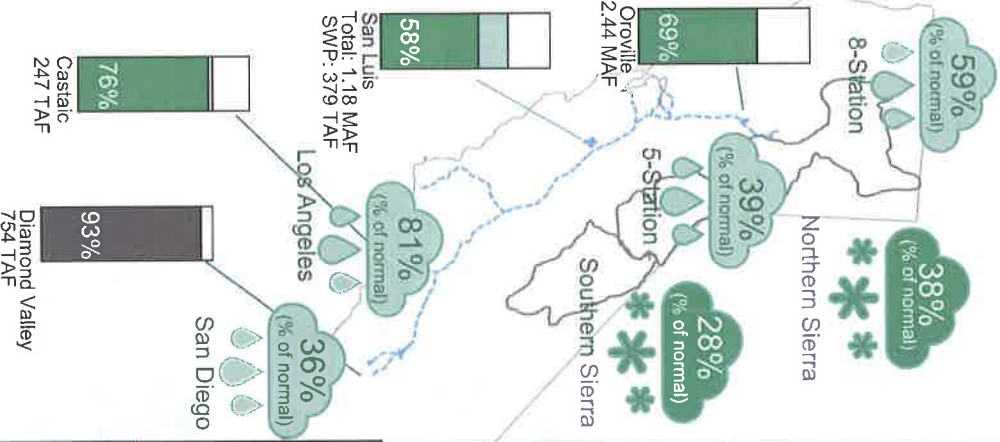 59%
(% of normal)
8-Station
38%
(% of normal)
Northern Sierra
69%
Oroville
2.44 MAF
39%
(% of normal)
5-Station
28%
(% of normal)
Southern Sierra
58%
San Luis
Total: 1.18 MAF
SWP: 379 TAF
81%
(% of normal)
Los Angeles
76%
Castaic
247 TAF
36%
(% of normal)
San Diego
93%
Diamond Valley
754 TAF